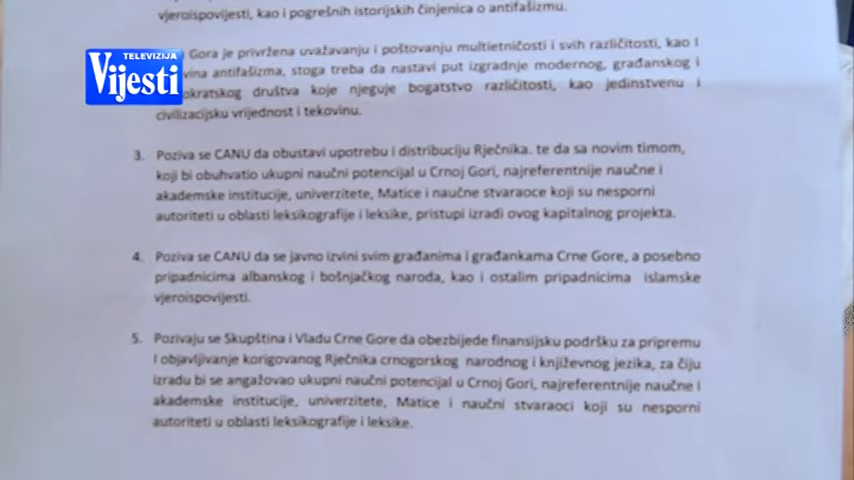 vjeroispovijesti, kao i pogrešnih istorijskih činjenica o antifašizmu.
TELEVIZIJA
Vijesti
Gora je privržena uvažavanju i poštovanju multietničosti i svih različitosti, kao i
vina antifašizma, stoga treba da nastavi put izgradnje modernog, građanskog i
okratskog društva koje njeguje bogatstvo različitosti, kao jedinstvenu i
civilizacijsku vrijednost i tekovinu.
3. Poziva se CANU da obustavi upotrebu i distribuciju Rječnika. te da sa novim timom,
koji bi obuhvatio ukupni naučni potencijal u Crnoj Gori, najreferentnije naučne i
akademske institucije, univerzitete, Matice i naučne stvaraoce koji su nesporni
autoriteti u oblasti leksikografije i leksike, pristupi izradi ovog kapitalnog projekta.
4. Poziva se CANU da se javno izvini svim građanima i građankama Crne Gore, a posebno
pripadnicima albanskog i bošnjačkog naroda, kao i ostalim pripadnicima islamske
vjeroispovijesti.
5. Pozivaju se Skupština i Vladu Crne Gore da obezbijede finansijsku podršku za pripremu
i objavljivanje korigovanog Rječnika crnogorskog narodnog i književnog jezika, za čiju
izradu bi se angažovao ukupni naučni potencijal u Crnoj Gori, najreferentnije naučne i
akademske institucije, univerzitete, Matice i naučni stvaraoci koji su nesporni
autoriteti u oblasti leksikografije i leksike.